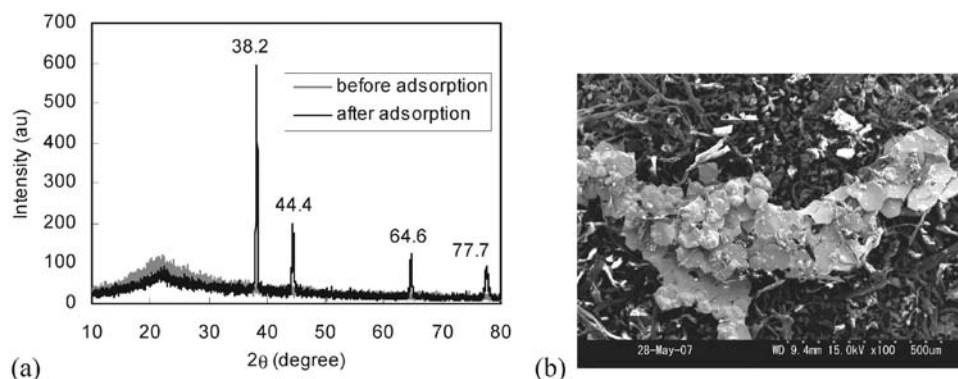 700
600
500
400
300
200
100
0
Intensity (au)
38.2
before adsorption
after adsorption
44.4
64.6
77.7
10 20 30 40 50 60 70 80
2θ (degree)
(a)
28-May-07 WD 9.4mm 15.0kV x100 500um
(b)